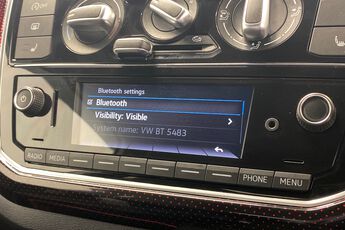 Bluetooth settings
Bluetooth
Visibility: Visible
System name: VW BT 5483
RADIO MEDIA PHONE MENU